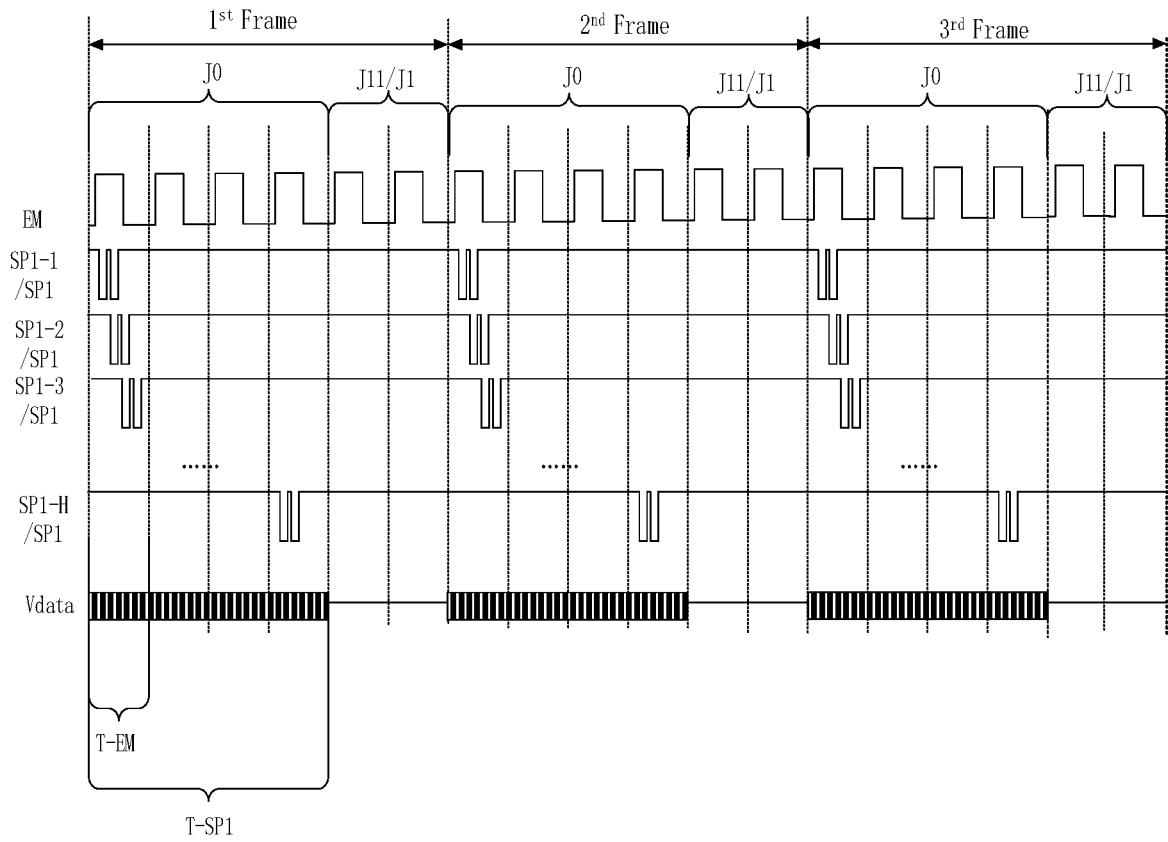 1st Frame
2nd Frame
3rd Frame
J0
J11/J1
J0
J11/J1
J0
J11/J1
EM
SP1-1
/SP1
SP1-2
/SP1
SP1-3
/SP1
......
......
......
SP1-H
/SP1
Vdata
T-EM
T-SP1